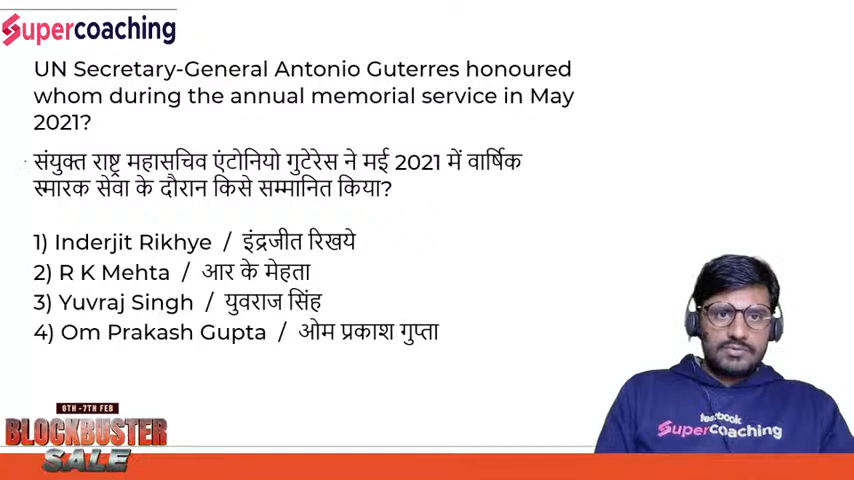 Supercoaching
UN Secretary-General Antonio Guterres honoured
whom during the annual memorial service in May
2021?
संयुक्त राष्ट्र महासचिव एंटोनियो गुटेरेस ने मई 2021 में वार्षिक
स्मारक सेवा के दौरान किसे सम्मानित किया?
1) Inderjit Rikhye / इंद्रजीत रिखये
2) R K Mehta / आर के मेहता
3) Yuvraj Singh / युवराज सिंह
4) Om Prakash Gupta / ओम प्रकाश गुप्ता
testbook
Supercoaching
6TH -7TH FEB
BLOCKBUSTER
SALE